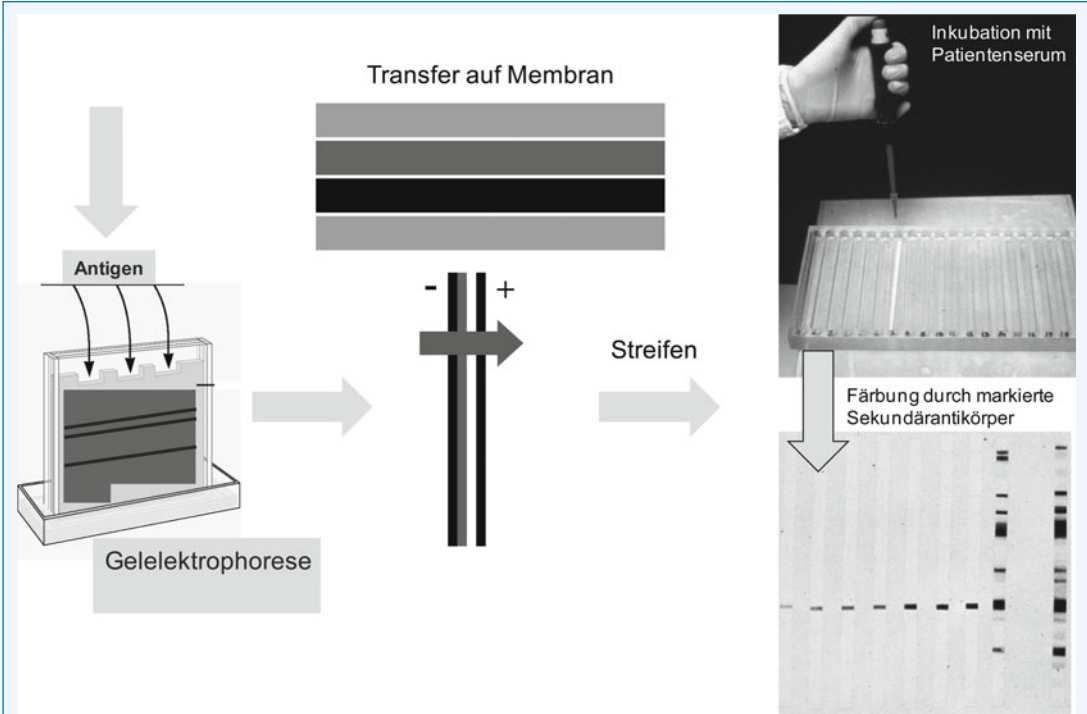 Transfer auf Membran
Inkubation mit
Patientenserum
Antigen
- +
Streifen
Gelelektrophorese
Färbung durch markierte
Sekundärantikörper